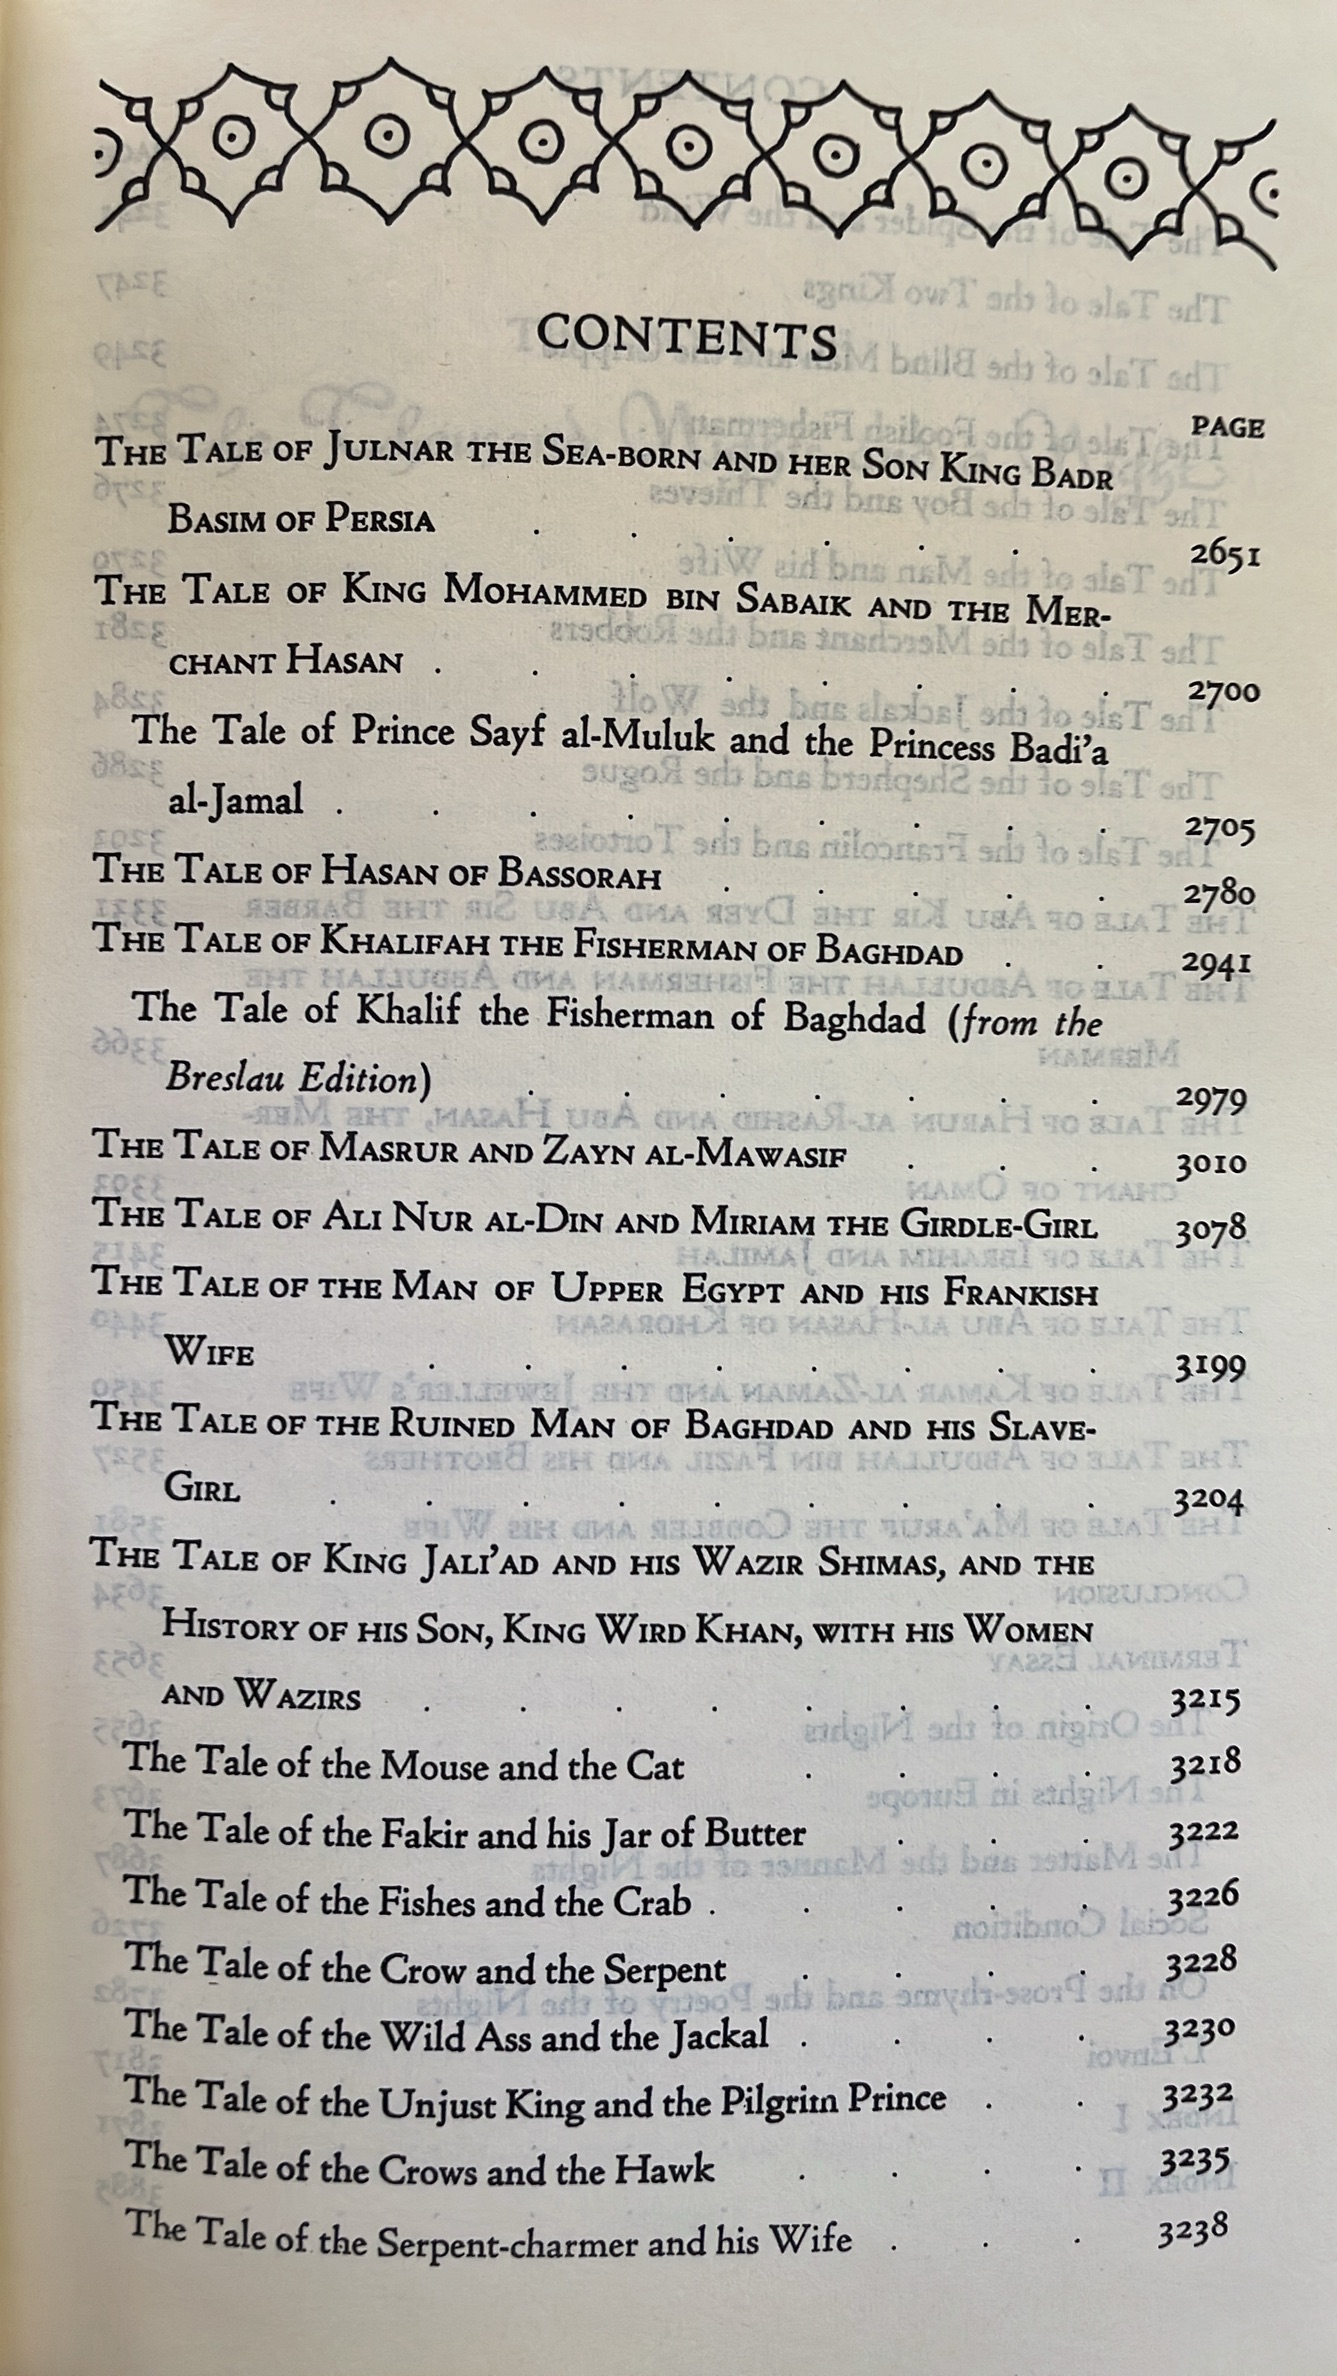 CONTENTS
PAGE
THE TALE OF JULNAR THE SEA-BORN AND HER SON KING BADR
BASIM OF PERSIA . . . . . . 2651
THE TALE OF KING MOHAMMED BIN SABAIK AND THE MER-
CHANT HASAN . . . . . . . . 2700
The Tale of Prince Sayf al-Muluk and the Princess Badi’a
al-Jamal . . . . . . . . . 2705
THE TALE OF HASAN OF BASSORAH . . . . . 2780
THE TALE OF KHALIFAH THE FISHERMAN OF BAGHDAD . . 2941
The Tale of Khalif the Fisherman of Baghdad (from the
Breslau Edition) . . . . . . . 2979
THE TALE OF MASRUR AND ZAYN AL-MAWASIF . . . 3010
THE TALE OF ALI NUR AL-DIN AND MIRIAM THE GIRDLE-GIRL 3078
THE TALE OF THE MAN OF UPPER EGYPT AND HIS FRANKISH
WIFE . . . . . . . . 3199
THE TALE OF THE RUINED MAN OF BAGHDAD AND HIS SLAVE-
GIRL . . . . . . . . . 3204
THE TALE OF KING JALI’AD AND HIS WAZIR SHIMAS, AND THE
HISTORY OF HIS SON, KING WIRD KHAN, WITH HIS WOMEN
AND WAZIRS . . . . . . . . 3215
The Tale of the Mouse and the Cat . . . . 3218
The Tale of the Fakir and his Jar of Butter . . . 3222
The Tale of the Fishes and the Crab . . . . . 3226
The Tale of the Crow and the Serpent . . . . 3228
The Tale of the Wild Ass and the Jackal . . . . 3230
The Tale of the Unjust King and the Pilgrim Prince . . 3232
The Tale of the Crows and the Hawk . . . . 3235
The Tale of the Serpent-charmer and his Wife . . . 3238